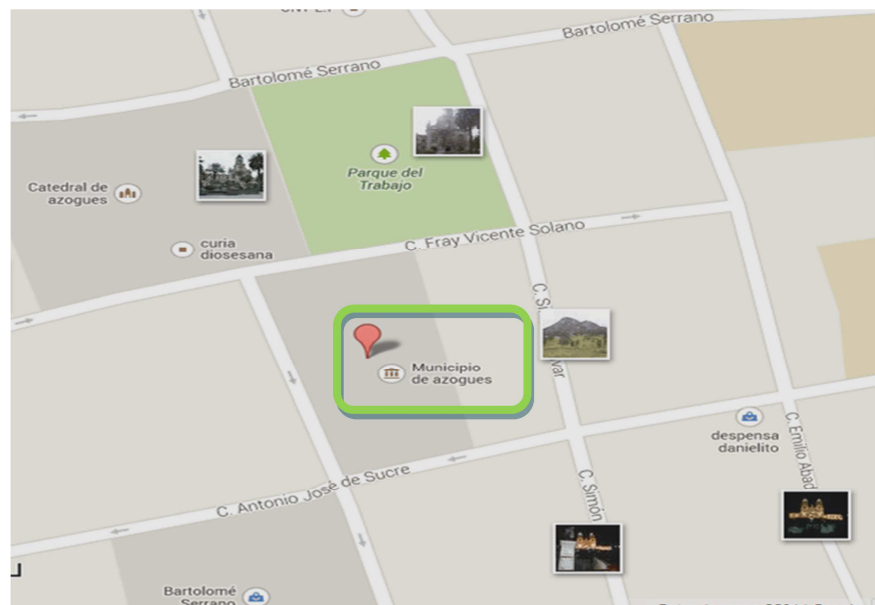 Bartolomé Serrano
Bartolomé Serrano
Parque del
Trabajo
Catedral de
azogues
curia
diosesana
C. Fray Vicente Solano
Municipio
de azogues
var
despensa
danielito
C. Emilio Abad
C. Antonio José de Sucre
C. Simón
Bartolomé
Serrano